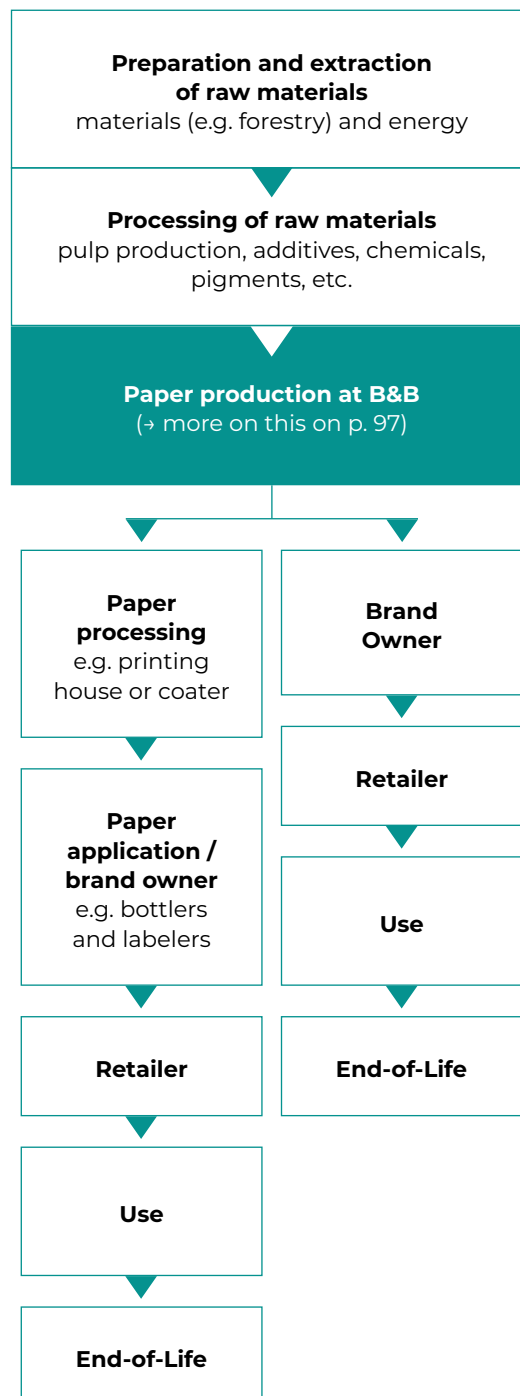 Preparation and extraction
of raw materials
materials (e.g. forestry) and energy
Processing of raw materials
pulp production, additives, chemicals,
pigments, etc.
Paper production at B&B
(→ more on this on p. 97)
Paper
processing
e.g. printing
house or coater
Paper
application /
brand owner
e.g. bottlers
and labelers
Retailer
Use
End-of-Life
Brand
Owner
Retailer
Use
End-of-Life